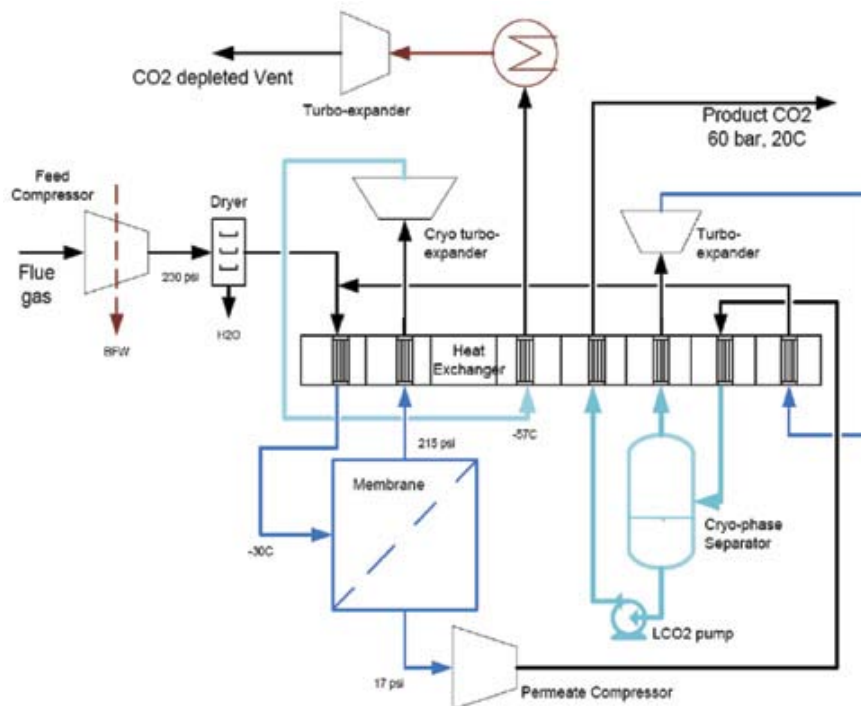 CO2 depleted Vent
Turbo-expander
Product CO2
60 bar, 20C
Feed
Compressor
Dryer
Cryo turbo-
expander
Turbo-
expander
Flue
gas
230 psi
BFW
H2O
Heat
Exchanger
215 psi
-57C
Membrane
-30C
Cryo-phase
Separator
LCO2 pump
17 psi
Permeate Compressor